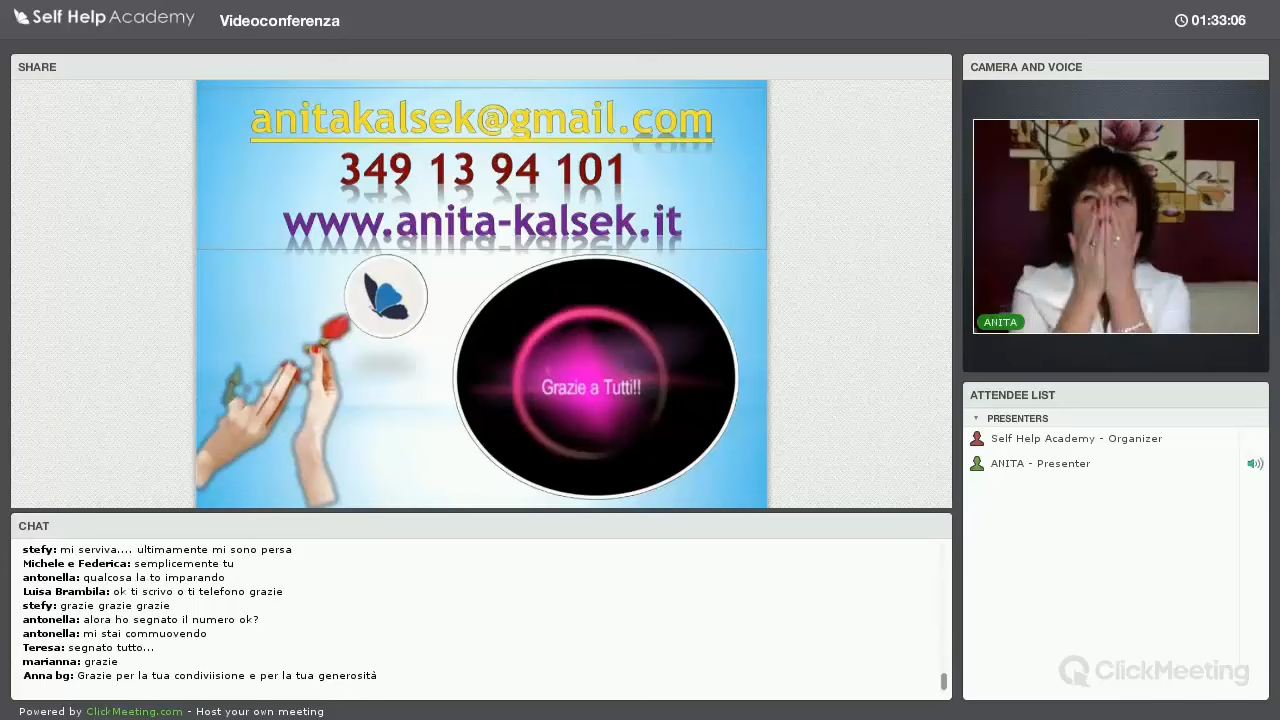 Self Help Academy
Videoconferenza
01:33:06
SHARE
anitakalsek@gmail.com
349 13 94 101
www.anita-kalsek.it
Grazie a Tutti!!
CAMERA AND VOICE
ANITA
ATTENDEE LIST
PRESENTERS
Self Help Academy - Organizer
ANITA - Presenter
CHAT
stefy: mi serviva.... ultimamente mi sono persa
Michele e Federica: semplicemente tu
antonella: qualcosa la to imparando
Luisa Brambila: ok ti scrivo o ti telefono grazie
stefy: grazie grazie grazie
antonella: alora ho segnato il numero ok?
antonella: mi stai commuovendo
Teresa: segnato tutto...
marianna: grazie
Anna bg: Grazie per la tua condiviisione e per la tua generosità
ClickMeeting
Powered by ClickMeeting.com - Host your own meeting